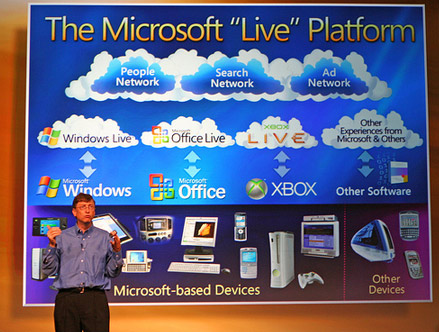 The Microsoft "Live" Platform
People Network
Search Network
Ad Network
Windows Live
Microsoft
Office Live
XBOX
LIVE
Other
Experiences from
Microsoft & Others
Microsoft
Windows
Microsoft
Office
XBOX
Other Software
Microsoft-based Devices
Other
Devices